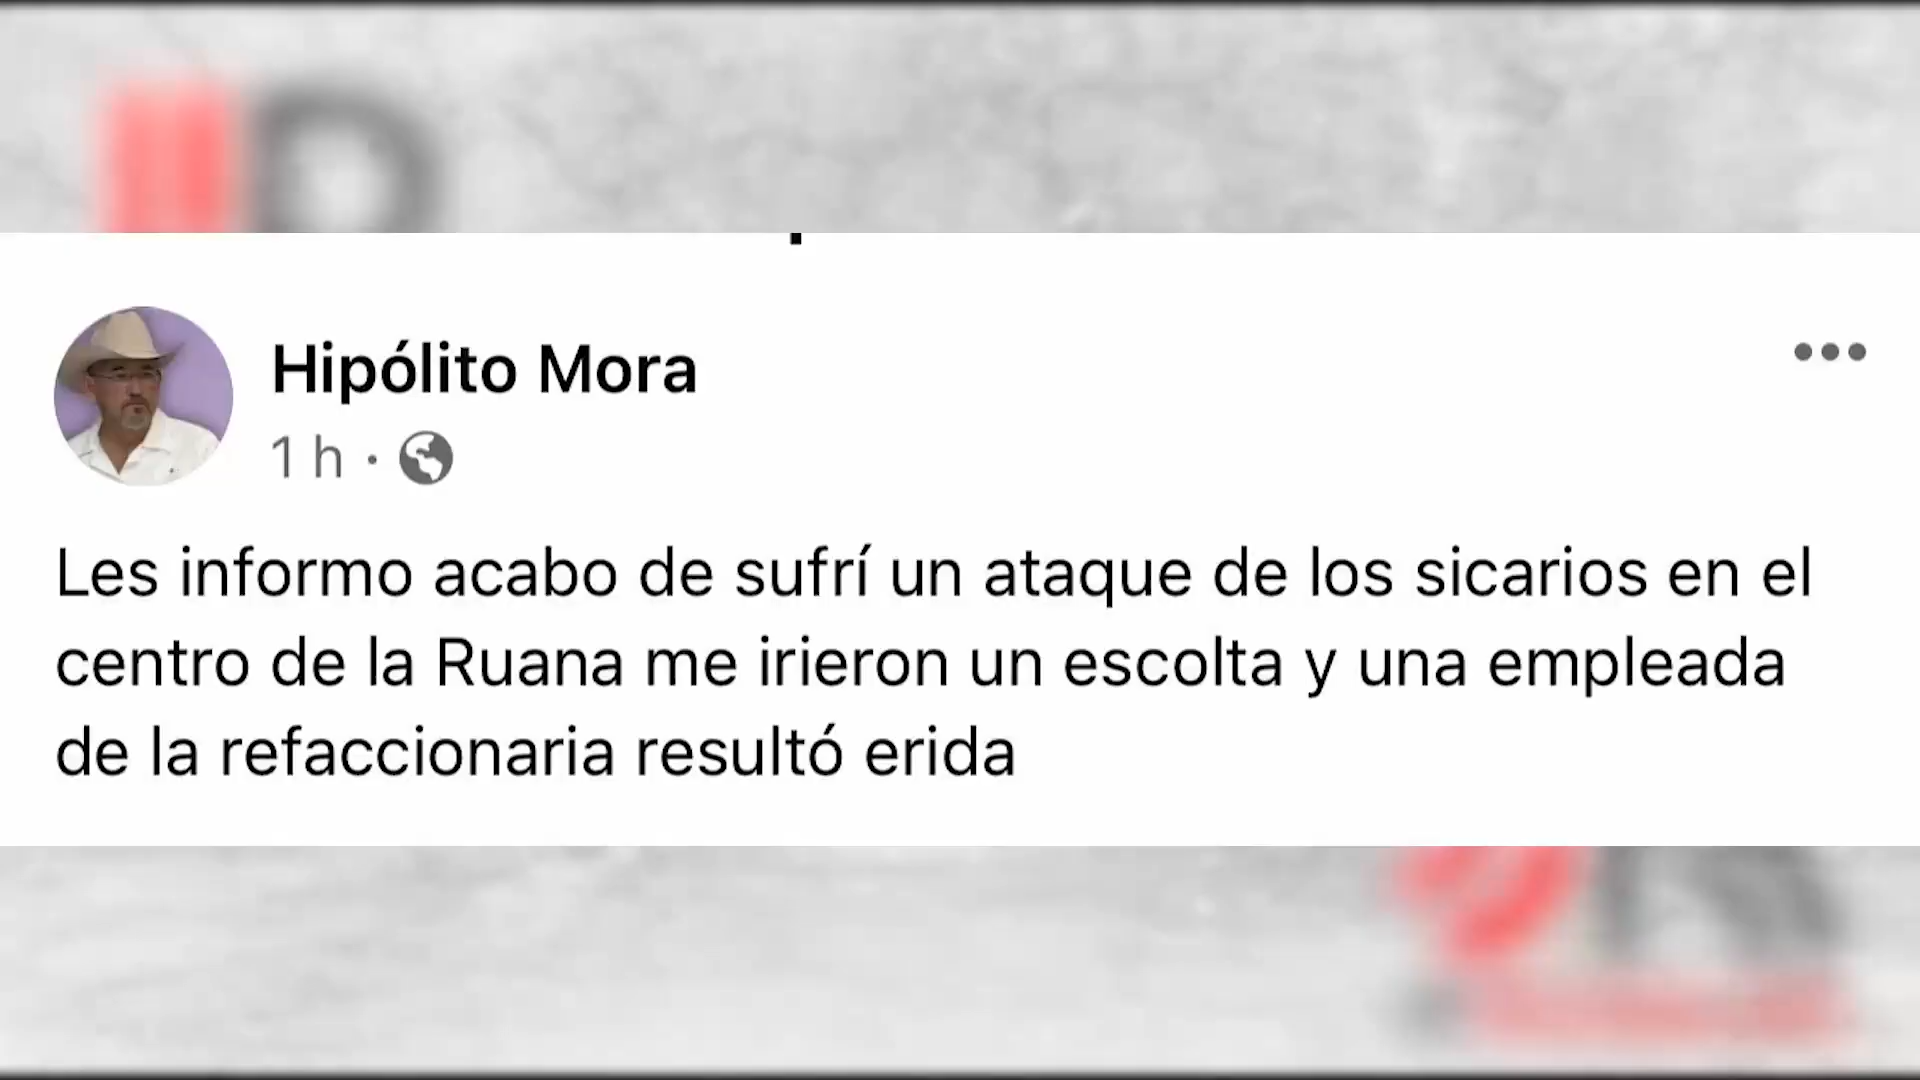 Hipólito Mora
1 h ·
Les informo acabo de sufrí un ataque de los sicarios en el
centro de la Ruana me irieron un escolta y una empleada
de la refaccionaria resultó erida